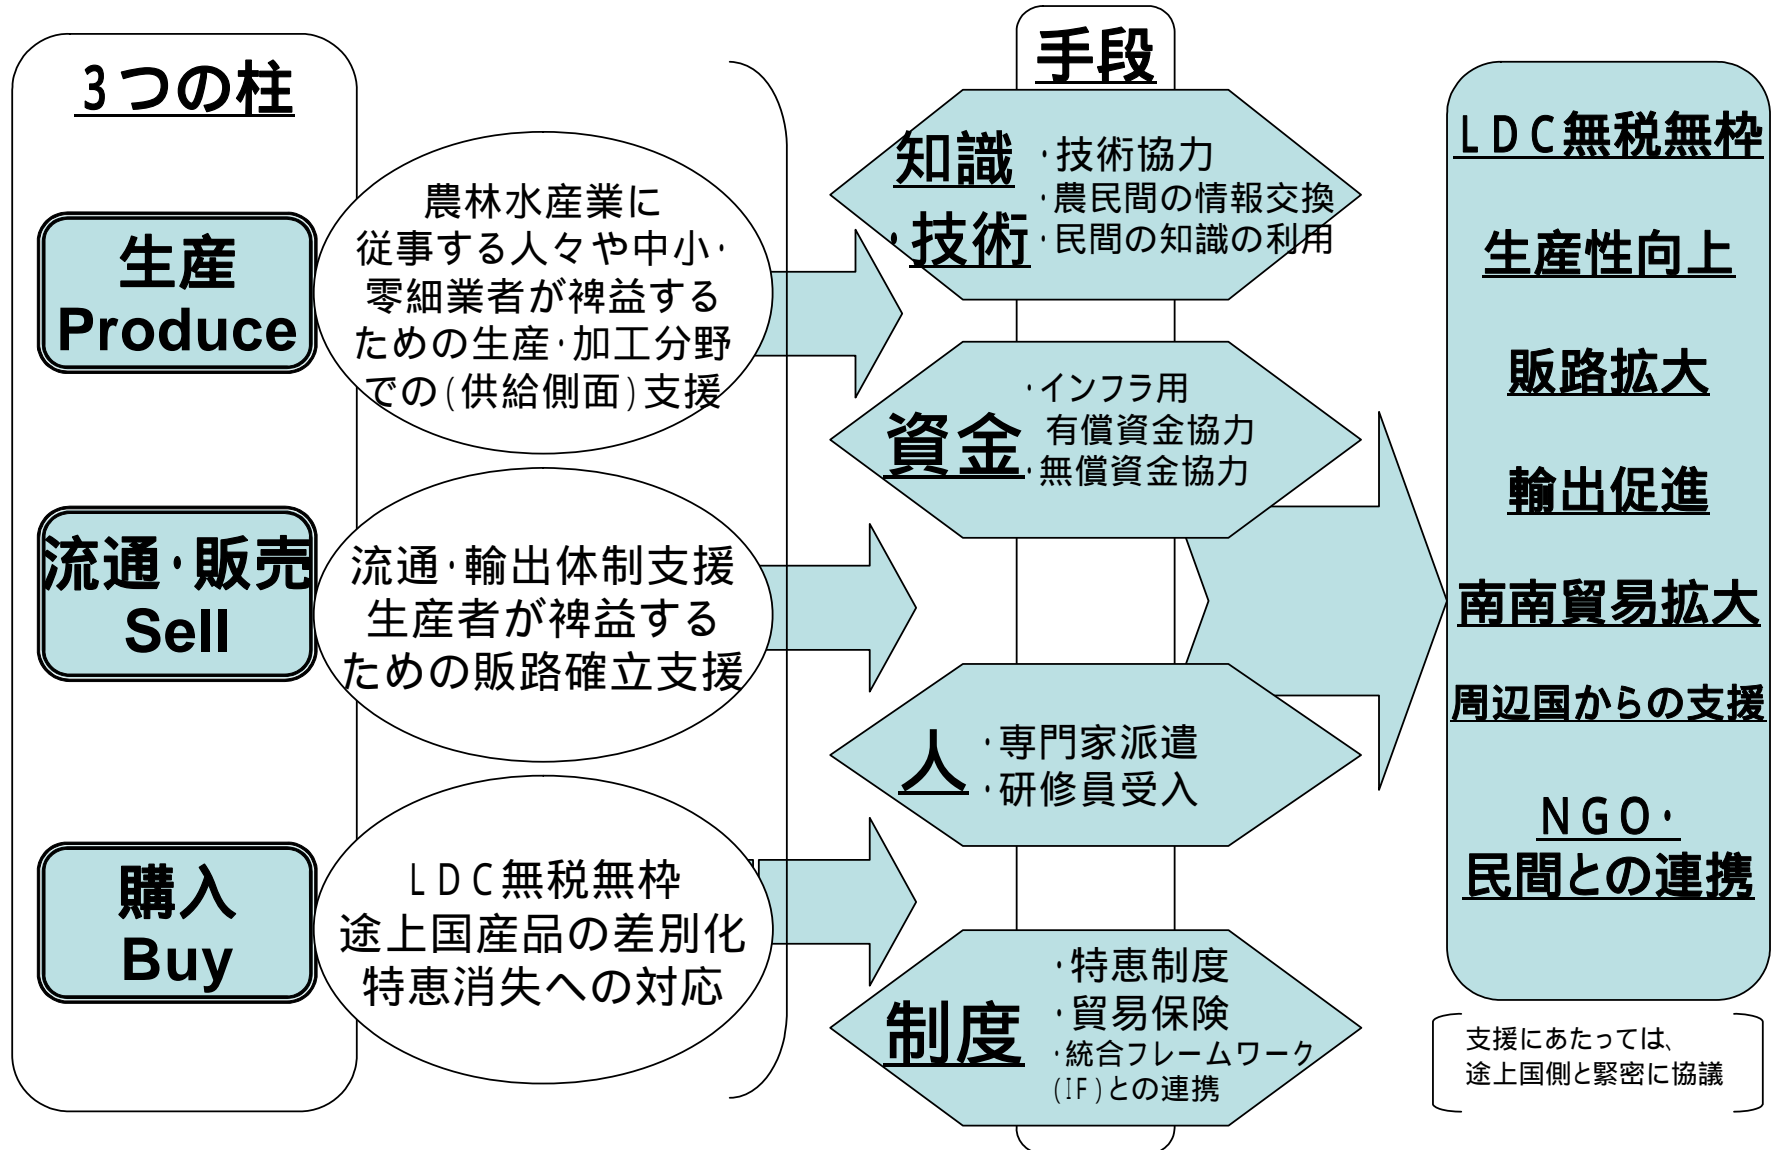 3つの柱
生産
Produce
農林水産業に
従事する人々や中小・
零細業者が裨益する
ための生産・加工分野
での(供給側面)支援
流通・販売
Sell
流通・輸出体制支援
生産者が裨益する
ための販路確立支援
購入
Buy
LDC無税無枠
途上国産品の差別化
特恵消失への対応
手段
知識
・技術
・技術協力
・農民間の情報交換
・民間の知識の利用
資金
・インフラ用
有償資金協力
・無償資金協力
人
・専門家派遣
・研修員受入
制度
・特恵制度
・貿易保険
・統合フレームワーク
(IF)との連携
LDC無税無枠
生産性向上
販路拡大
輸出促進
南南貿易拡大
周辺国からの支援
NGO・
民間との連携
支援にあたっては、
途上国側と緊密に協議